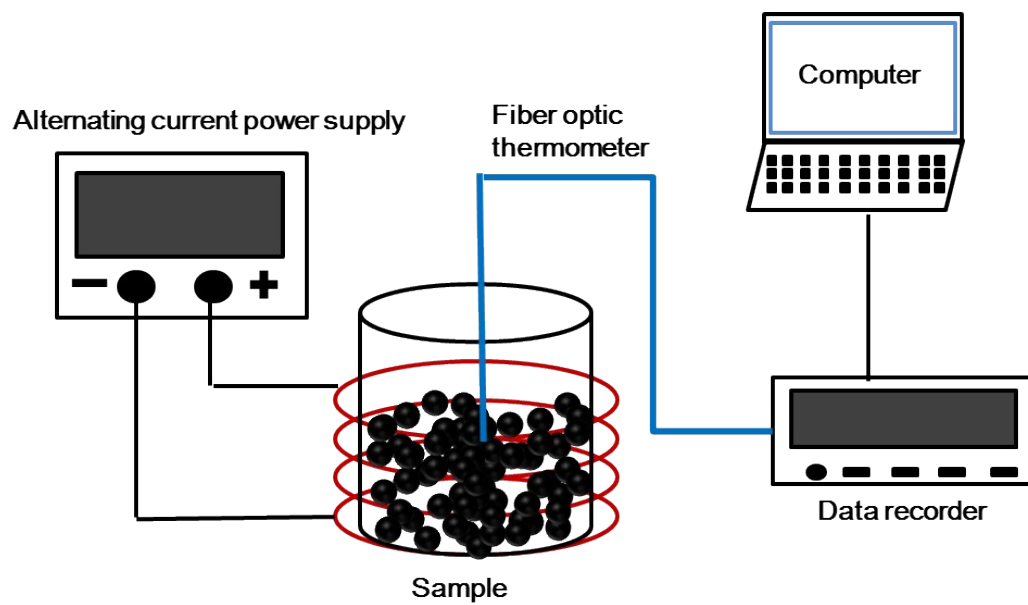 Computer
Alternating current power supply
Fiber optic
thermometer
Data recorder
Sample